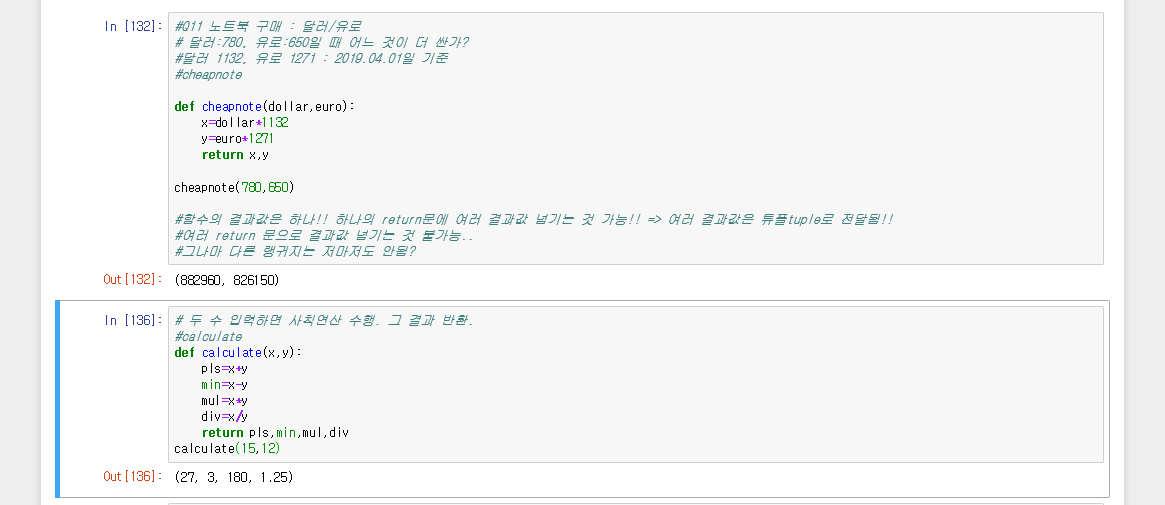 In [132]:
#Q11 노트북 구매 : 달러/유로
# 달러:780, 유로:650일 때 어느 것이 더 싼가?
#달러 1132, 유로 1271 : 2019.04.01일 기준
#cheapnote
def cheapnote(dollar,euro):
    x=dollar*1132
    y=euro*1271
    return x,y
cheapnote(780,650)
#함수의 결과값은 하나!! 하나의 return문에 여러 결과값 넘기는 것 가능!! => 여러 결과값은 튜플tuple로 전달됨!!
#여러 return 문으로 결과값 넘기는 것 불가능..
#그나마 다른 랭귀지는 저마저도 안됨?
Out[132]: (882960, 826150)
In [136]:
# 두 수 입력하면 사칙연산 수행. 그 결과 반환.
#calculate
def calculate(x,y):
    pls=x+y
    min=x-y
    mul=x*y
    div=x/y
    return pls,min,mul,div
calculate(15,12)
Out[136]: (27, 3, 180, 1.25)